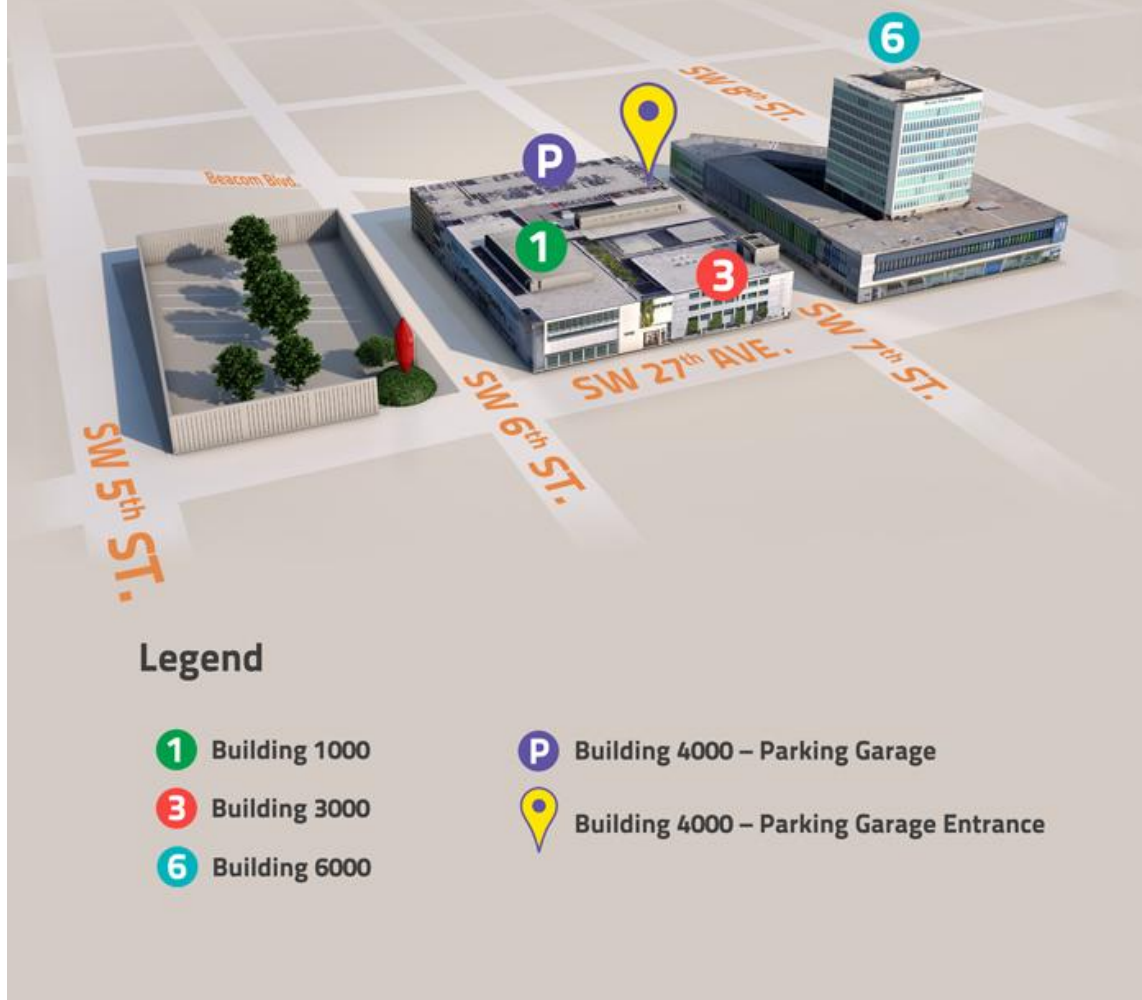 6
SW 8th ST.
P
Beacom Blvd.
1
3
SW 7th ST.
SW 27th AVE.
SW 6th ST.
SW 5th ST.
Legend
1 Building 1000
P Building 4000 – Parking Garage
3 Building 3000
Building 4000 – Parking Garage Entrance
6 Building 6000